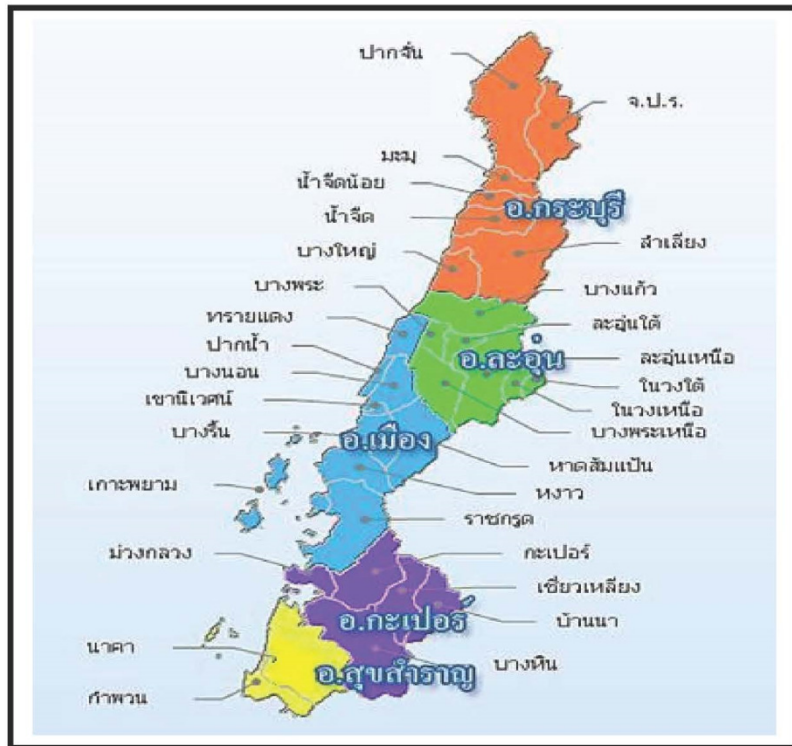 ปากจั่น
จ.ป.ร.
มะมุ
น้ำจืดน้อย
อ.กระบุรี
น้ำจืด
ลำเลียง
บางใหญ่
บางพระ
บางแก้ว
ทรายแดง
ละอุ่นใต้
ปากน้ำ
อ.ละอุ่น
ละอุ่นเหนือ
บางนอน
ในวงใต้
เขานิเวศน์
ในวงเหนือ
บางริ้น
อ.เมือง
บางพระเหนือ
หาดส้มแป้น
เกาะพยาม
หงาว
ราชกรูด
ม่วงกลวง
กะเปอร์
เชี่ยวเหลียง
อ.กะเปอร์
บ้านนา
นาคา
บางหิน
อ.สุขสำราญ
กำพวน